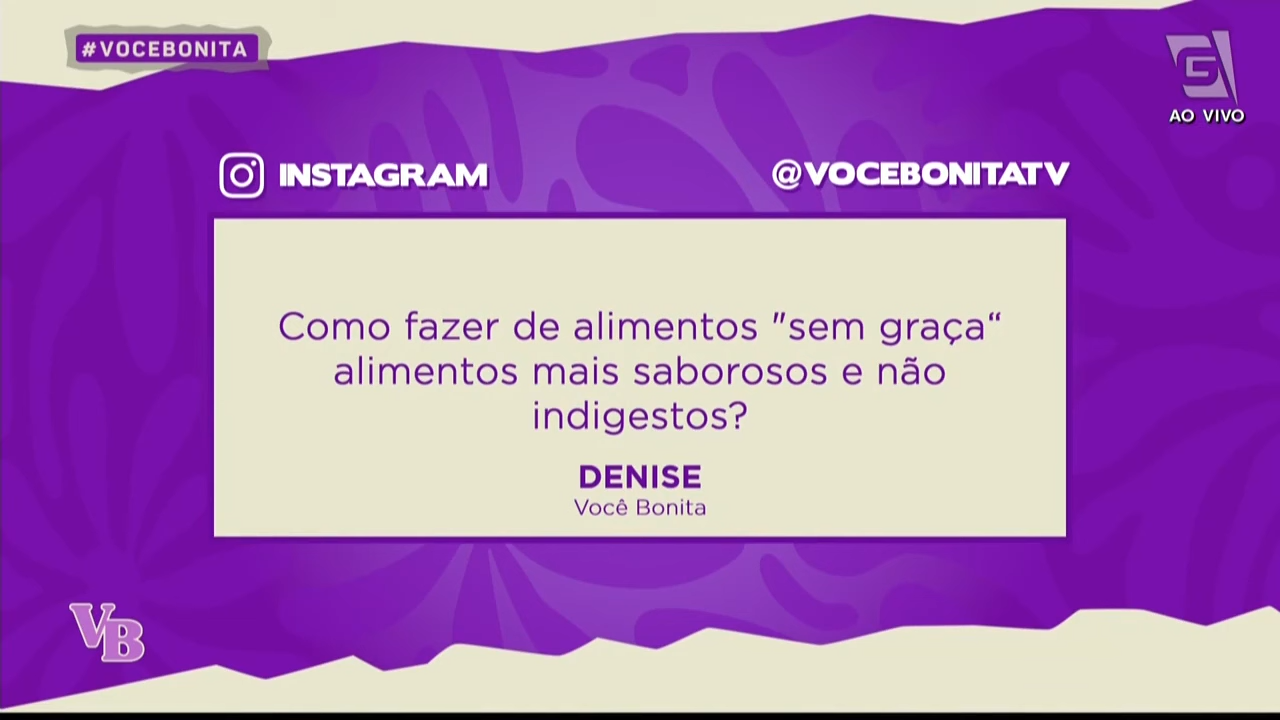 #VOCEBONITA
G
AO VIVO
INSTAGRAM
@VOCEBONITATV
Como fazer de alimentos "sem graça“
alimentos mais saborosos e não
indigestos?
DENISE
Você Bonita
VB